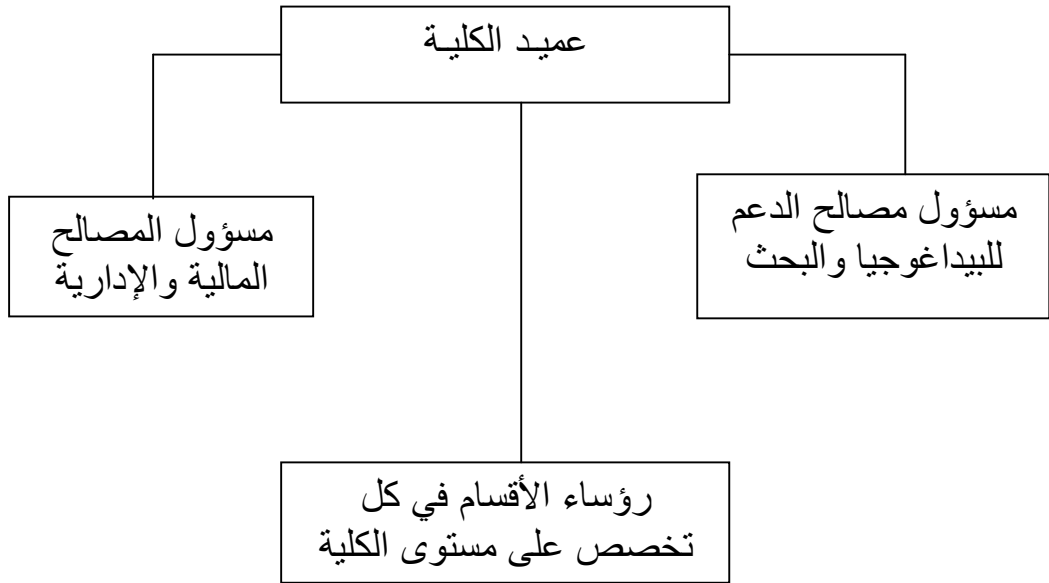 عميد الكلية
مسؤول مصالح الدعم
للبيداغوجيا والبحث
مسؤول المصالح
المالية والإدارية
رؤساء الأقسام في كل
تخصص على مستوى الكلية